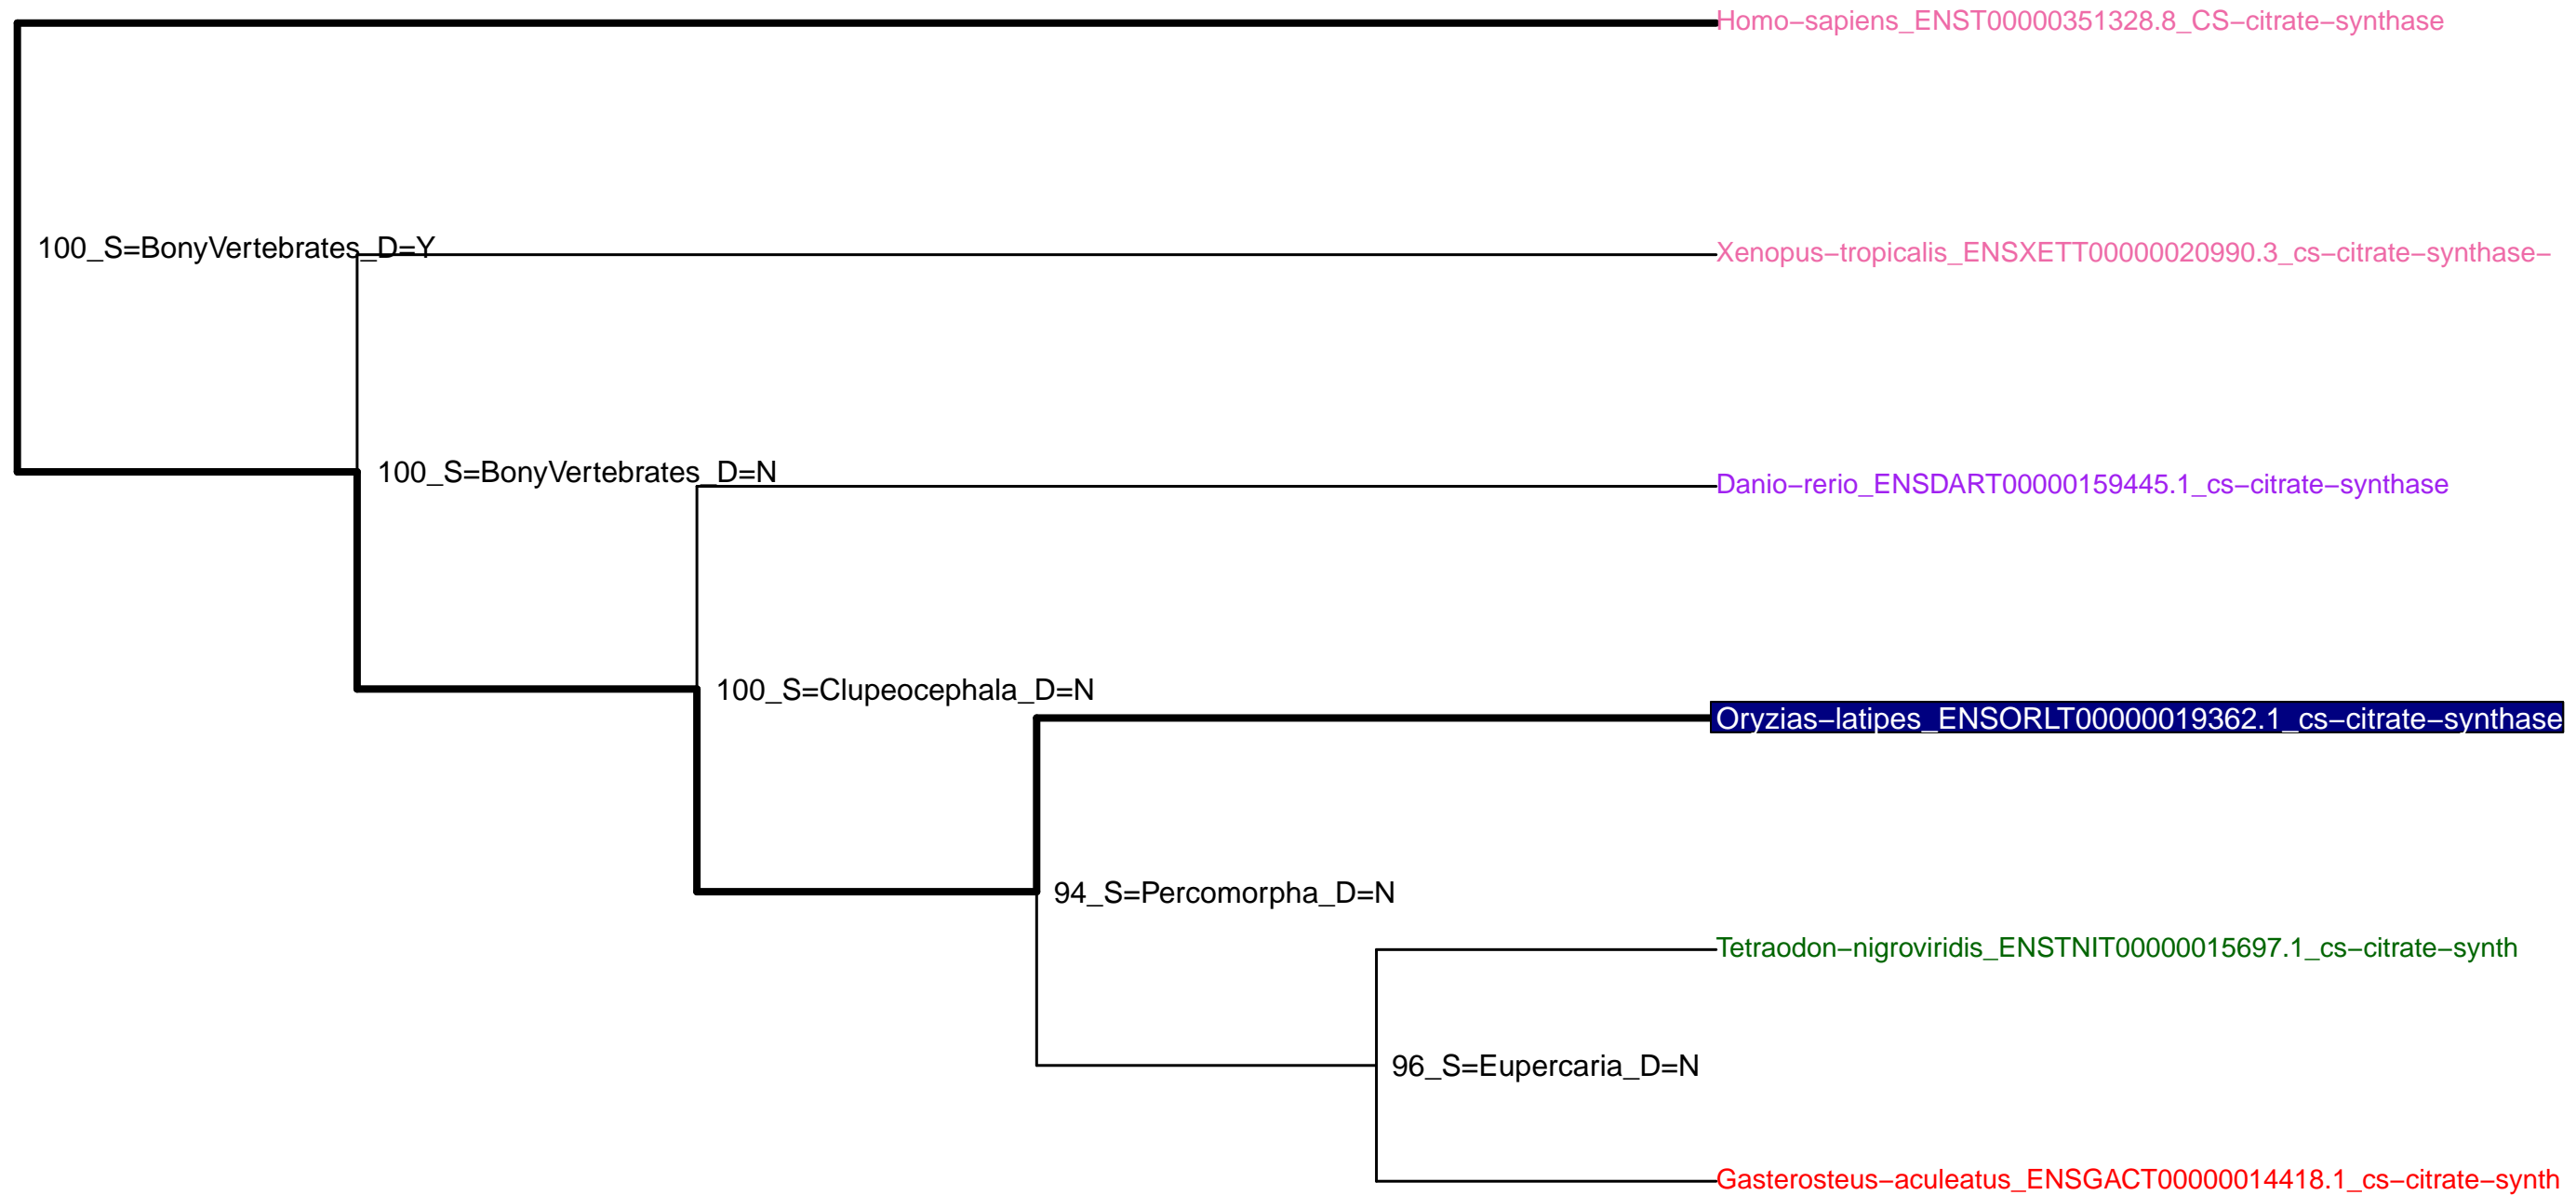 Homo−sapiens_ENST00000351328.8_CS−citrate−synthase
100_S=BonyVertebrates_D=Y
Xenopus−tropicalis_ENSXETT00000020990.3_cs−citrate−synthase−
100_S=BonyVertebrates_D=N
Danio−rerio_ENSDART00000159445.1_cs−citrate−synthase
100_S=Clupeocephala_D=N
Oryzias−latipes_ENSORLT00000019362.1_cs−citrate−synthase
94_S=Percomorpha_D=N
Tetraodon−nigroviridis_ENSTNIT00000015697.1_cs−citrate−synth
96_S=Eupercaria_D=N
Gasterosteus−aculeatus_ENSGACT00000014418.1_cs−citrate−synth